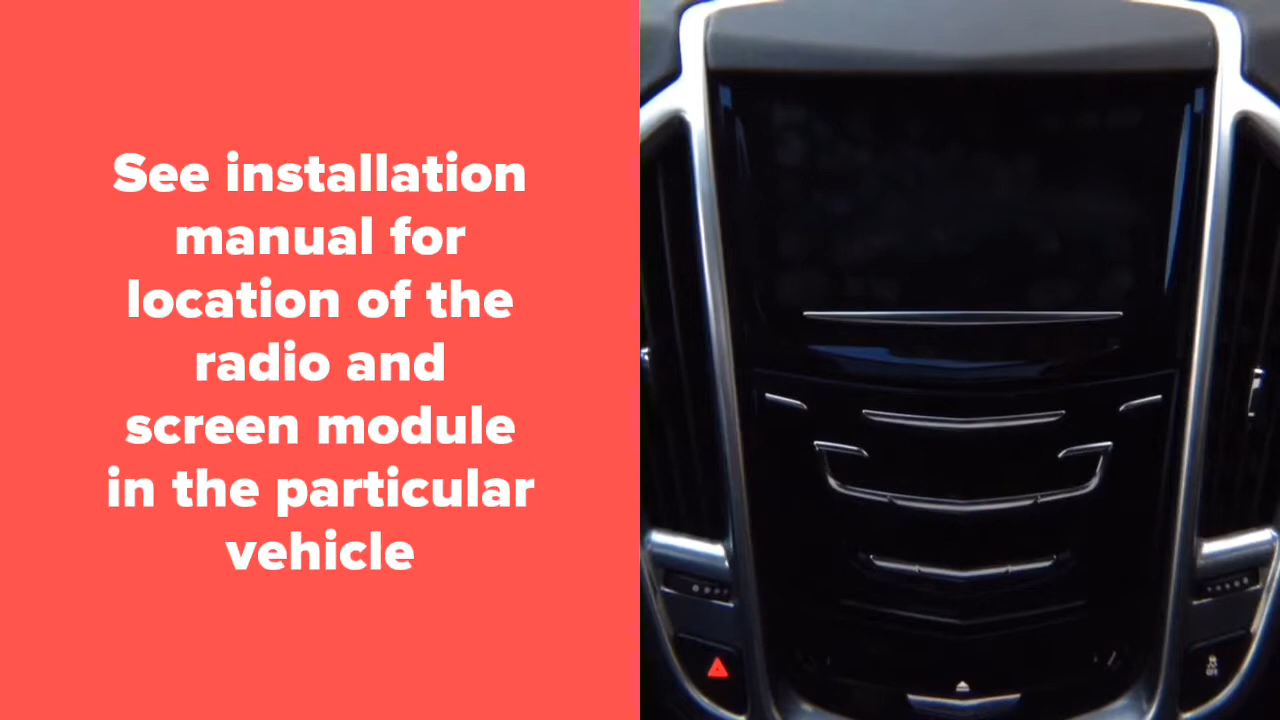 See installation
manual for
location of the
radio and
screen module
in the particular
vehicle